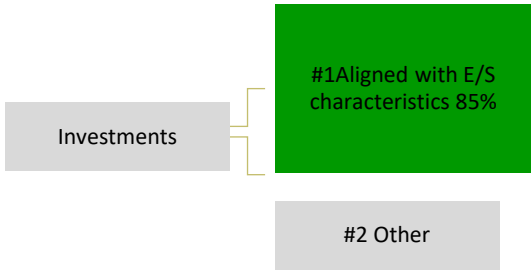 #1Aligned with E/S
characteristics 85%
Investments
#2 Other